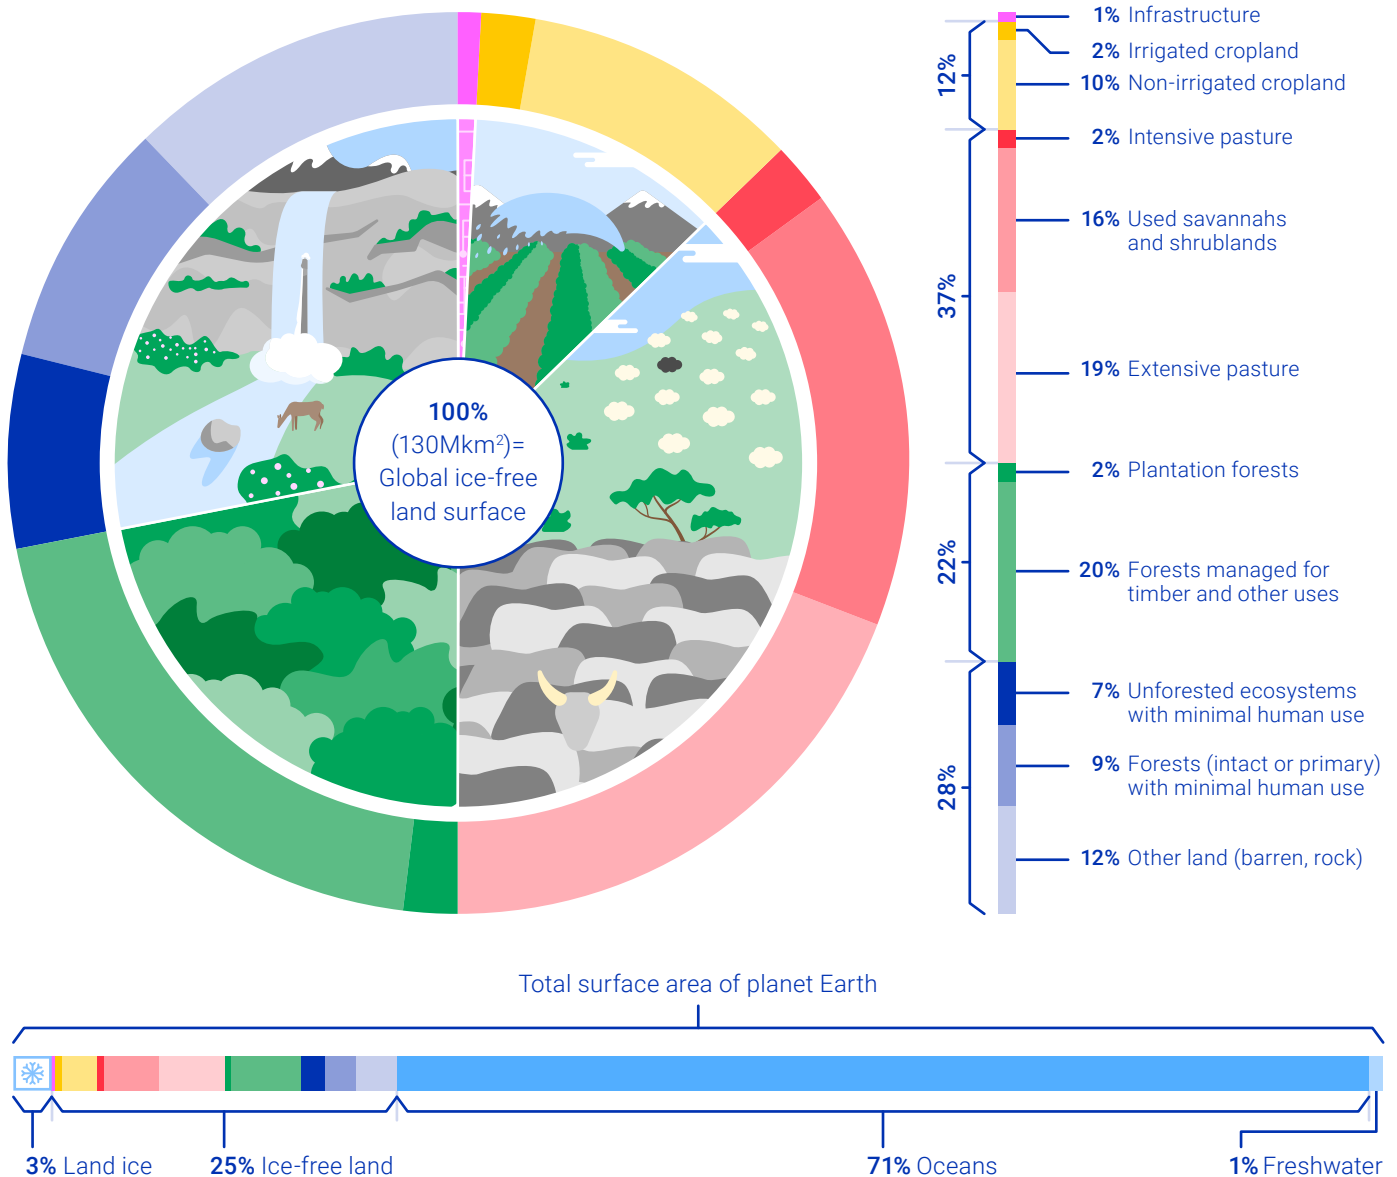 1% Infrastructure
2% Irrigated cropland
10% Non-irrigated cropland
12%
2% Intensive pasture
16% Used savannahs
and shrublands
19% Extensive pasture
37%
2% Plantation forests
20% Forests managed for
timber and other uses
22%
7% Unforested ecosystems
with minimal human use
9% Forests (intact or primary)
with minimal human use
12% Other land (barren, rock)
28%
100%
(130Mkm²)=
Global ice-free
land surface
Total surface area of planet Earth
3% Land ice
25% Ice-free land
71% Oceans
1% Freshwater